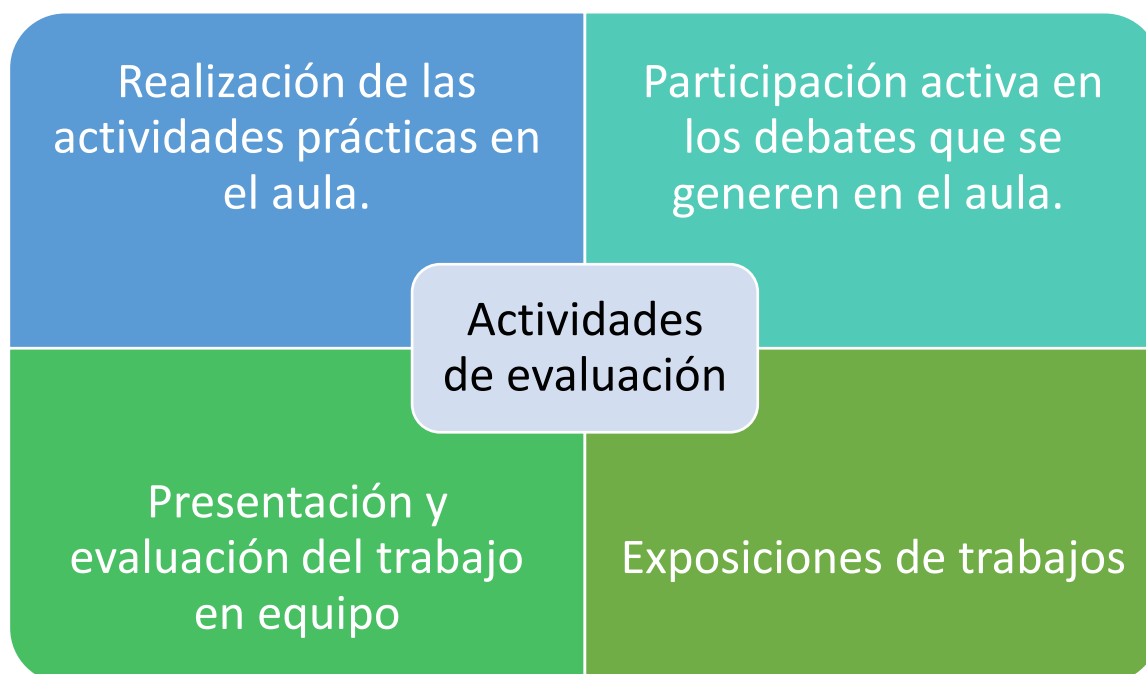 Realización de las
actividades prácticas en
el aula.
Participación activa en
los debates que se
generen en el aula.
Actividades
de evaluación
Presentación y
evaluación del trabajo
en equipo
Exposiciones de trabajos